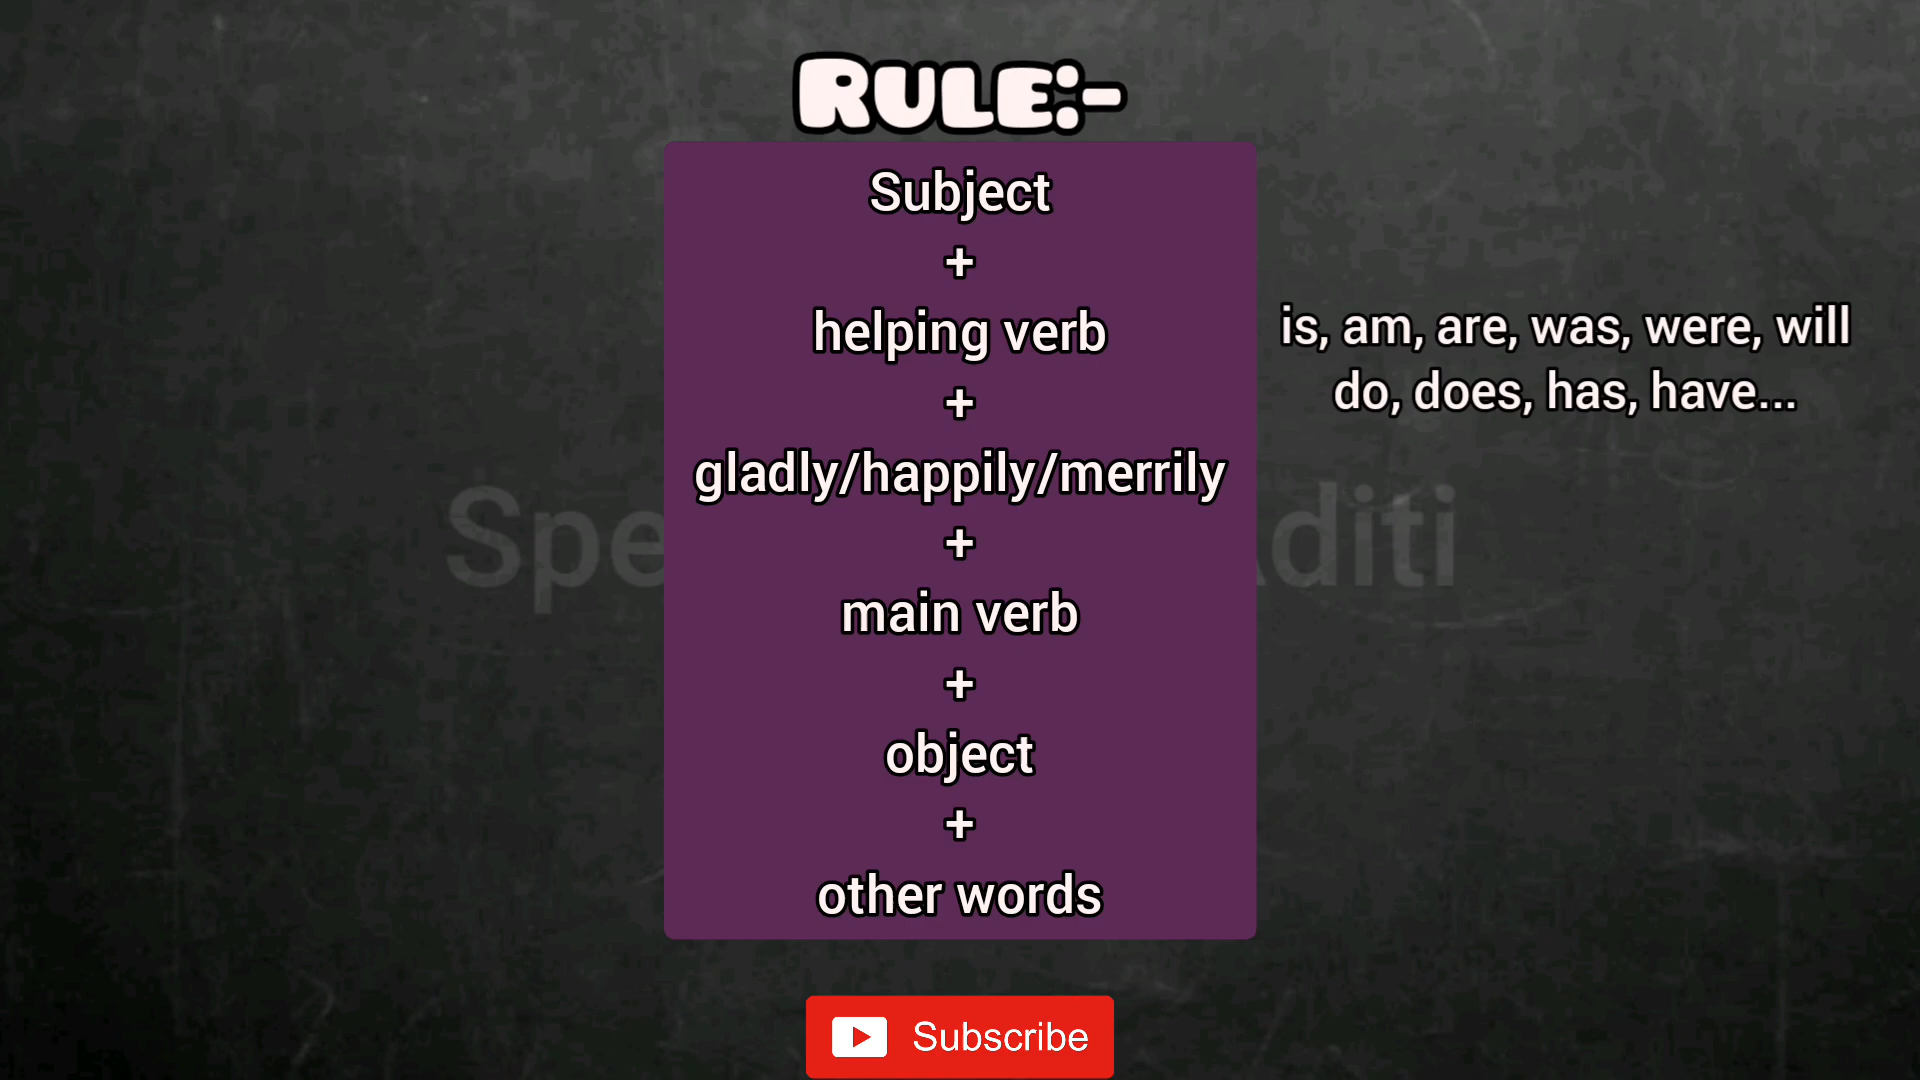 RULE:-
Subject
+
helping verb
is, am, are, was, were, will
do, does, has, have...
+
gladly/happily/merrily
+
main verb
+
object
+
other words
Subscribe